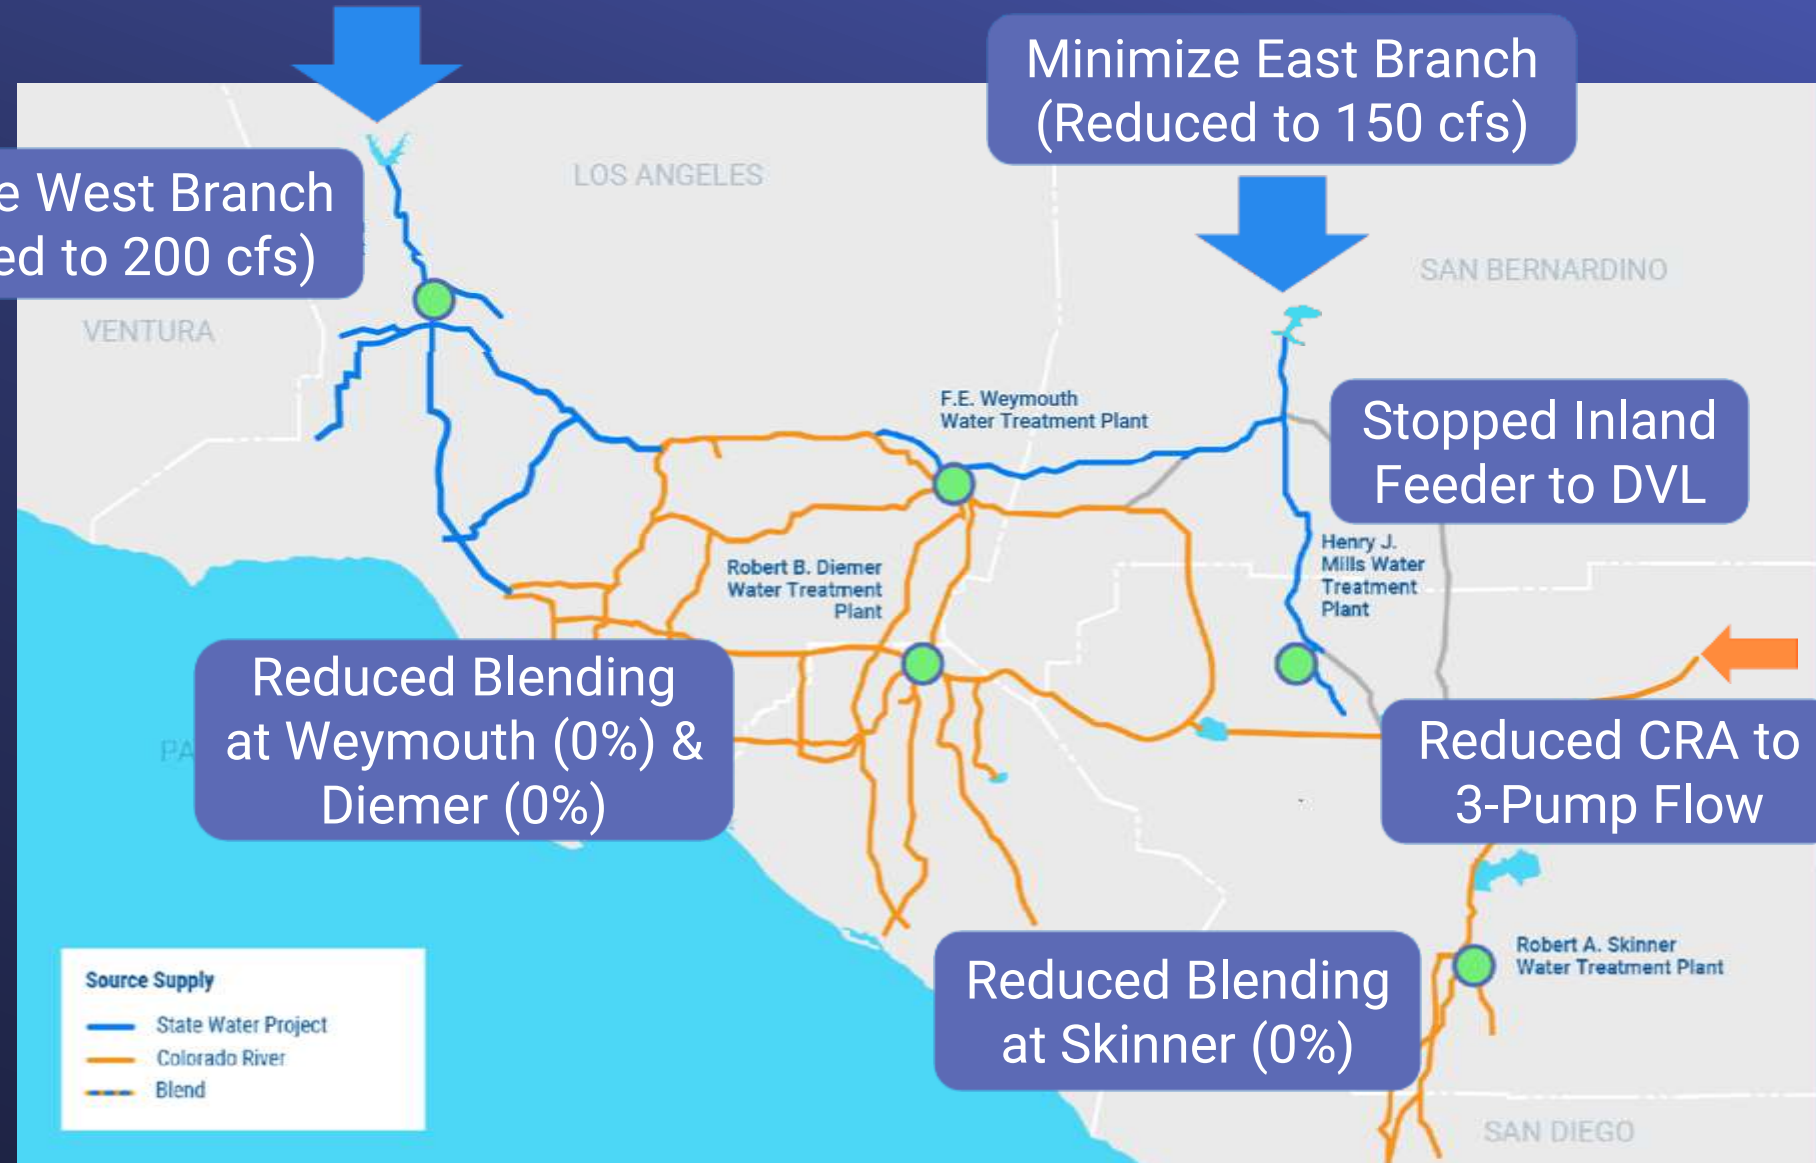 Minimize East Branch
(Reduced to 150 cfs)
LOS ANGELES
e West Branch
ed to 200 cfs)
SAN BERNARDINO
VENTURA
F.E. Weymouth
Water Treatment Plant
Stopped Inland
Feeder to DVL
Henry J.
Mills Water
Treatment
Plant
Robert B. Diemer
Water Treatment
Plant
Reduced Blending
at Weymouth (0%) &
Diemer (0%)
PA
Reduced CRA to
3-Pump Flow
Reduced Blending
at Skinner (0%)
Robert A. Skinner
Water Treatment Plant
Source Supply
State Water Project
Colorado River
Blend
SAN DIEGO